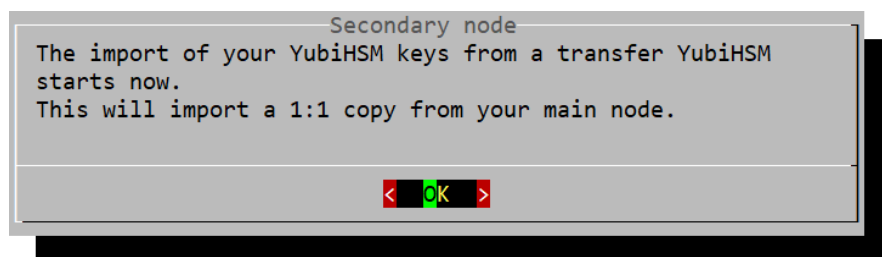 Secondary node
The import of your YubiHSM keys from a transfer YubiHSM
starts now.
This will import a 1:1 copy from your main node.
< OK >